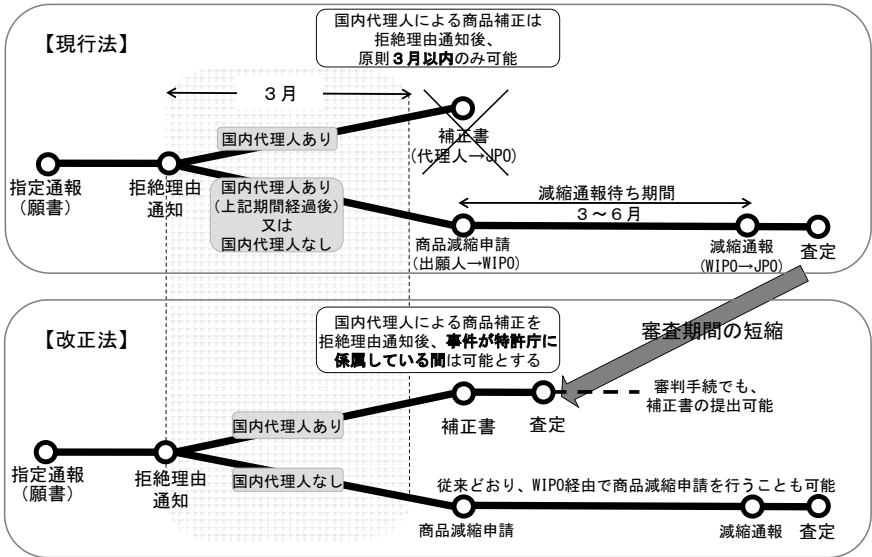 【現行法】
国内代理人による商品補正は
拒絶理由通知後、
原則３月以内のみ可能
３月
国内代理人あり
補正書
(代理人→JPO)
指定通報
(願書)
拒絶理由
通知
国内代理人あり
(上記期間経過後)
又は
国内代理人なし
減縮通報待ち期間
３～６月
商品減縮申請
(出願人→WIPO)
減縮通報
(WIPO→JPO)
査定
【改正法】
国内代理人による商品補正を
拒絶理由通知後、事件が特許庁に
係属している間は可能とする
審査期間の短縮
審判手続でも、
補正書の提出可能
国内代理人あり
補正書
査定
指定通報
(願書)
拒絶理由
通知
国内代理人なし
従来どおり、WIPO経由で商品減縮申請を行うことも可能
商品減縮申請
減縮通報
査定